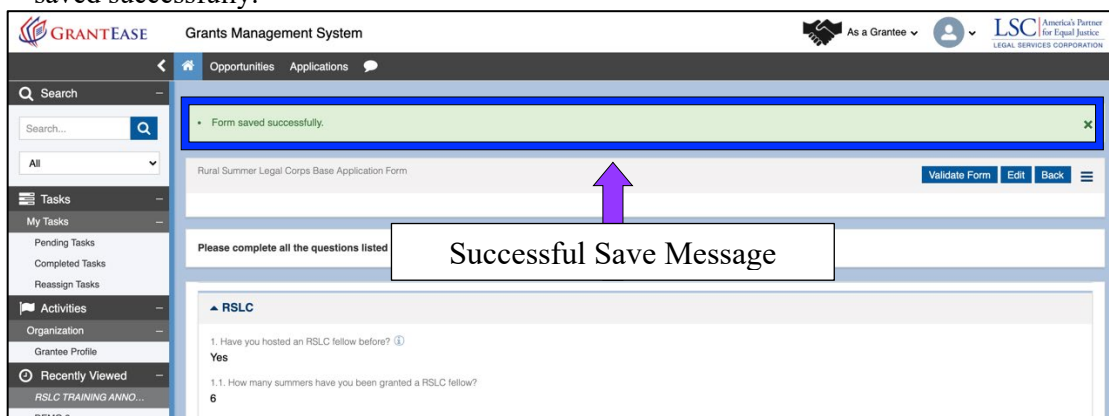 saved successfully.
GRANTEASE
Grants Management System
As a Grantee
LSC America's Partner for Equal Justice
LEGAL SERVICES CORPORATION
Opportunities Applications
Search
Search...
All
Form saved successfully.
Rural Summer Legal Corps Base Application Form
Validate Form Edit Back
Tasks
My Tasks
Pending Tasks
Completed Tasks
Reassign Tasks
Please complete all the questions listed
Successful Save Message
Activities
Organization
Grantee Profile
Recently Viewed
RSLC TRAINING ANNO...
RSLC
1. Have you hosted an RSLC fellow before?
Yes
1.1. How many summers have you been granted a RSLC fellow?
6